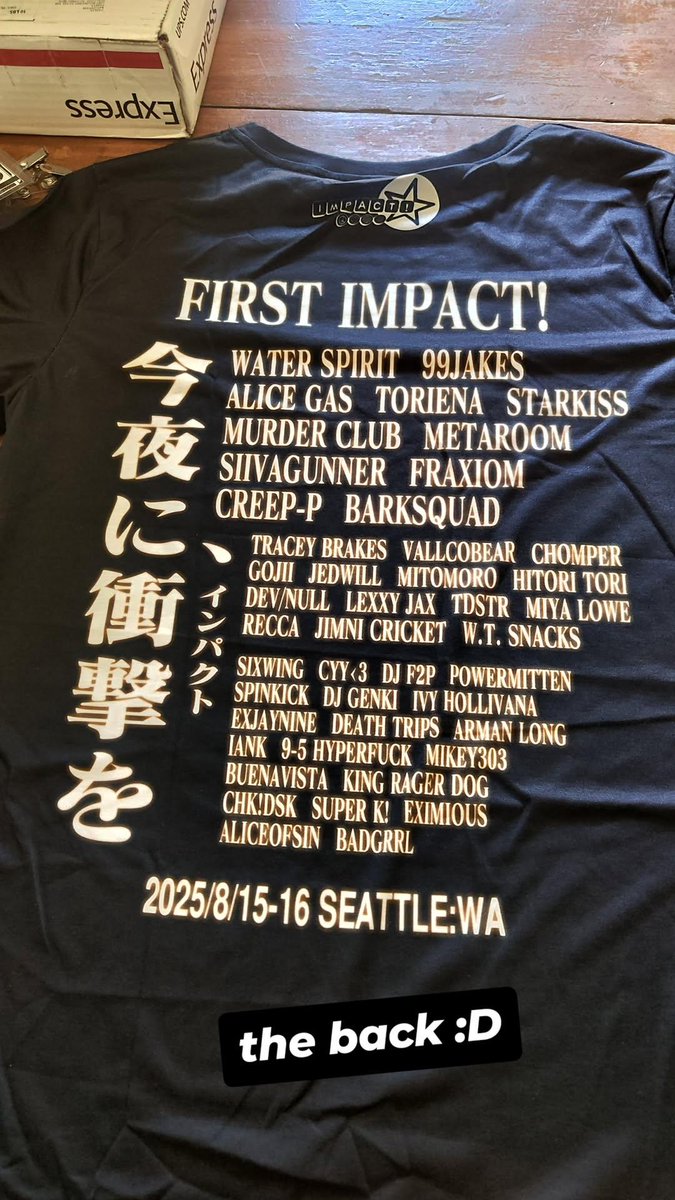 Express
UPS.COM
Express
IMPACT!
FIRST IMPACT!
今夜に、衝撃を
インパクト
WATER SPIRIT 99JAKES
ALICE GAS TORIENA STARKISS
MURDER CLUB METAROOM
SIIVAGUNNER FRAXIOM
CREEP-P BARKSQUAD
TRACEY BRAKES VALLCOBEAR CHOMPER
GOJII JEDWILL MITOMORO HITORI TORI
DEV/NULL LEXXY JAX TDSTR MIYA LOWE
RECCA JIMNI CRICKET W.T. SNACKS
SIXWING CYY<3 DJ F2P POWERMITTEN
SPINKICK DJ GENKI IVY HOLLIVANA
EXJAYNINE DEATH TRIPS ARMAN LONG
IANK 9-5 HYPERFUCK MIKEY303
BUENAVISTA KING RAGER DOG
CHK!DSK SUPER K! EXIMIOUS
ALICEOFSIN BADGRRL
2025/8/15-16 SEATTLE:WA
the back :D